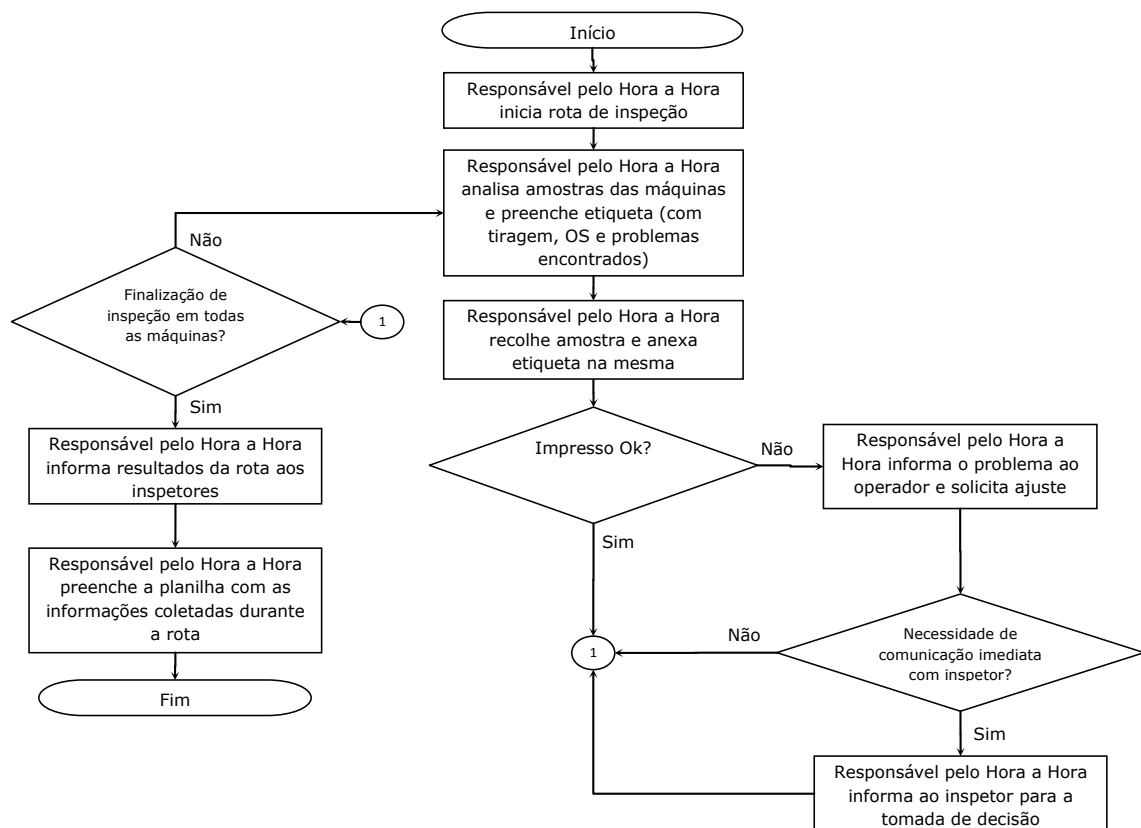 Início
Responsável pelo Hora a Hora
inicia rota de inspeção
Responsável pelo Hora a Hora
analisa amostras das máquinas
e preenche etiqueta (com
tiragem, OS e problemas
encontrados)
Responsável pelo Hora a Hora
recolhe amostra e anexa
etiqueta na mesma
Impresso Ok?
Não
Responsável pelo Hora a
Hora informa o problema ao
operador e solicita ajuste
Sim
Necessidade de
comunicação imediata
com inspetor?
Não
Sim
Responsável pelo Hora a Hora
informa ao inspetor para a
tomada de decisão
1
1
Finalização de
inspeção em todas
as máquinas?
Não
Sim
Responsável pelo Hora a Hora
informa resultados da rota aos
inspetores
Responsável pelo Hora a Hora
preenche a planilha com as
informações coletadas durante
a rota
Fim